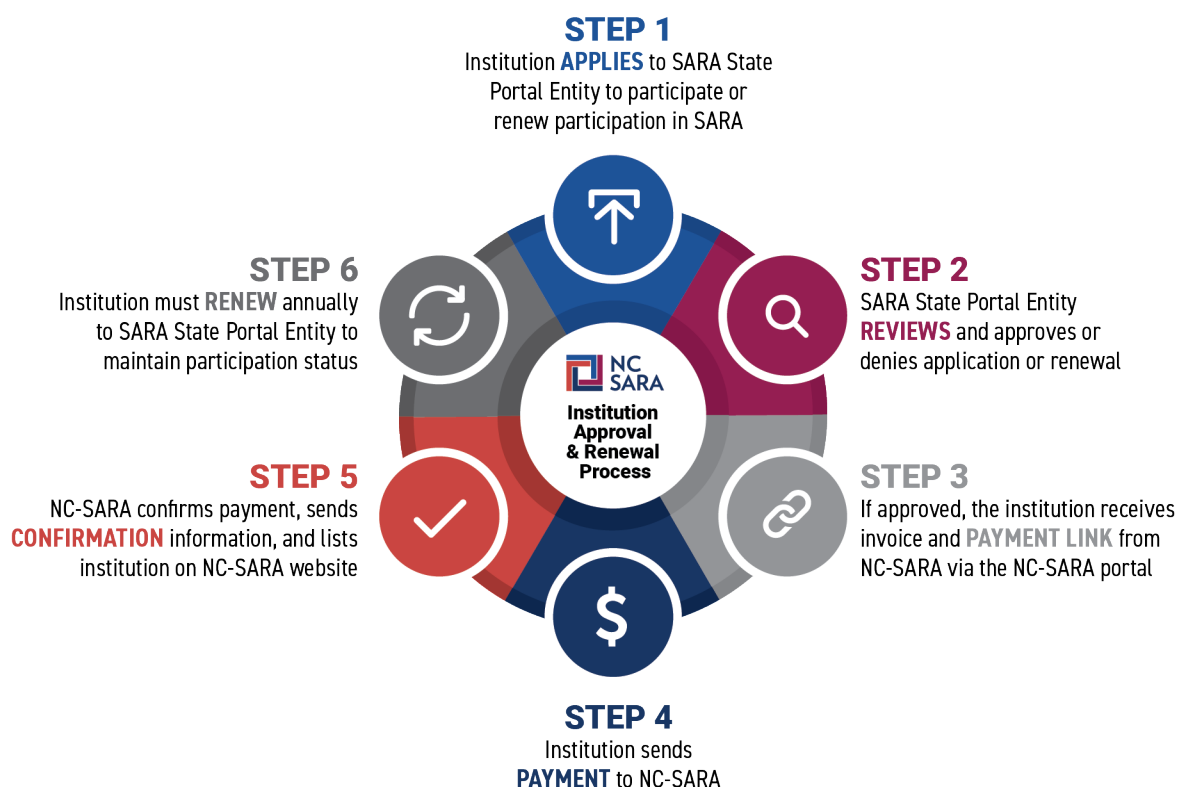 STEP 1
Institution APPLIES to SARA State
Portal Entity to participate or
renew participation in SARA
STEP 2
SARA State Portal Entity
REVIEWS and approves or
denies application or renewal
STEP 3
If approved, the institution receives
invoice and PAYMENT LINK from
NC-SARA via the NC-SARA portal
STEP 4
Institution sends
PAYMENT to NC-SARA
STEP 5
NC-SARA confirms payment, sends
CONFIRMATION information, and lists
institution on NC-SARA website
STEP 6
Institution must RENEW annually
to SARA State Portal Entity to
maintain participation status
NC
SARA
Institution
Approval
& Renewal
Process
$